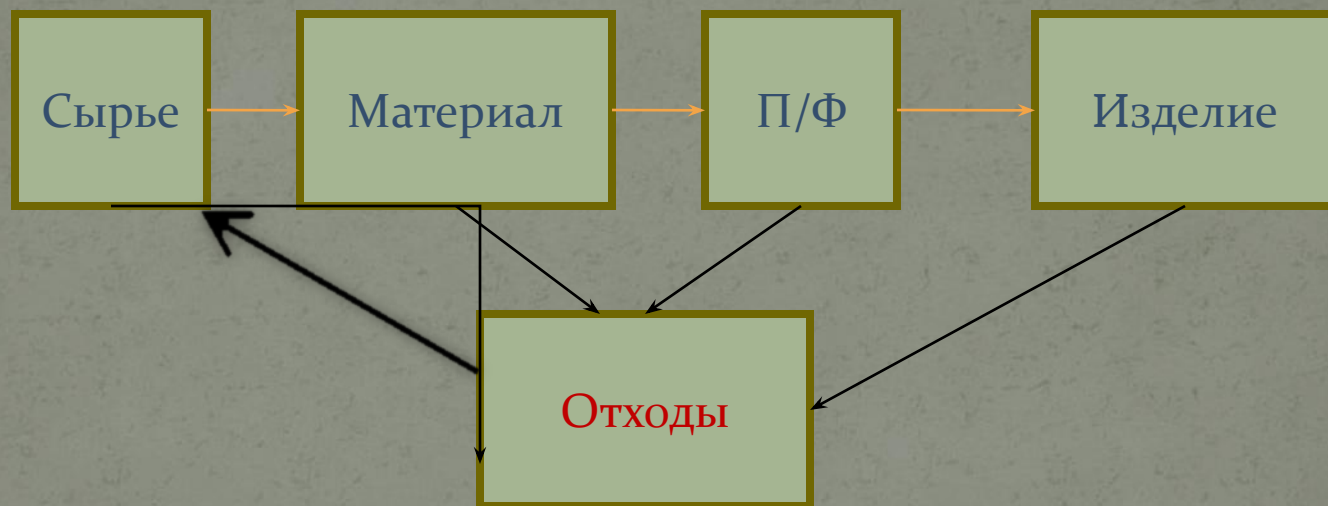 Сырье
Материал
П/Ф
Изделие
Отходы